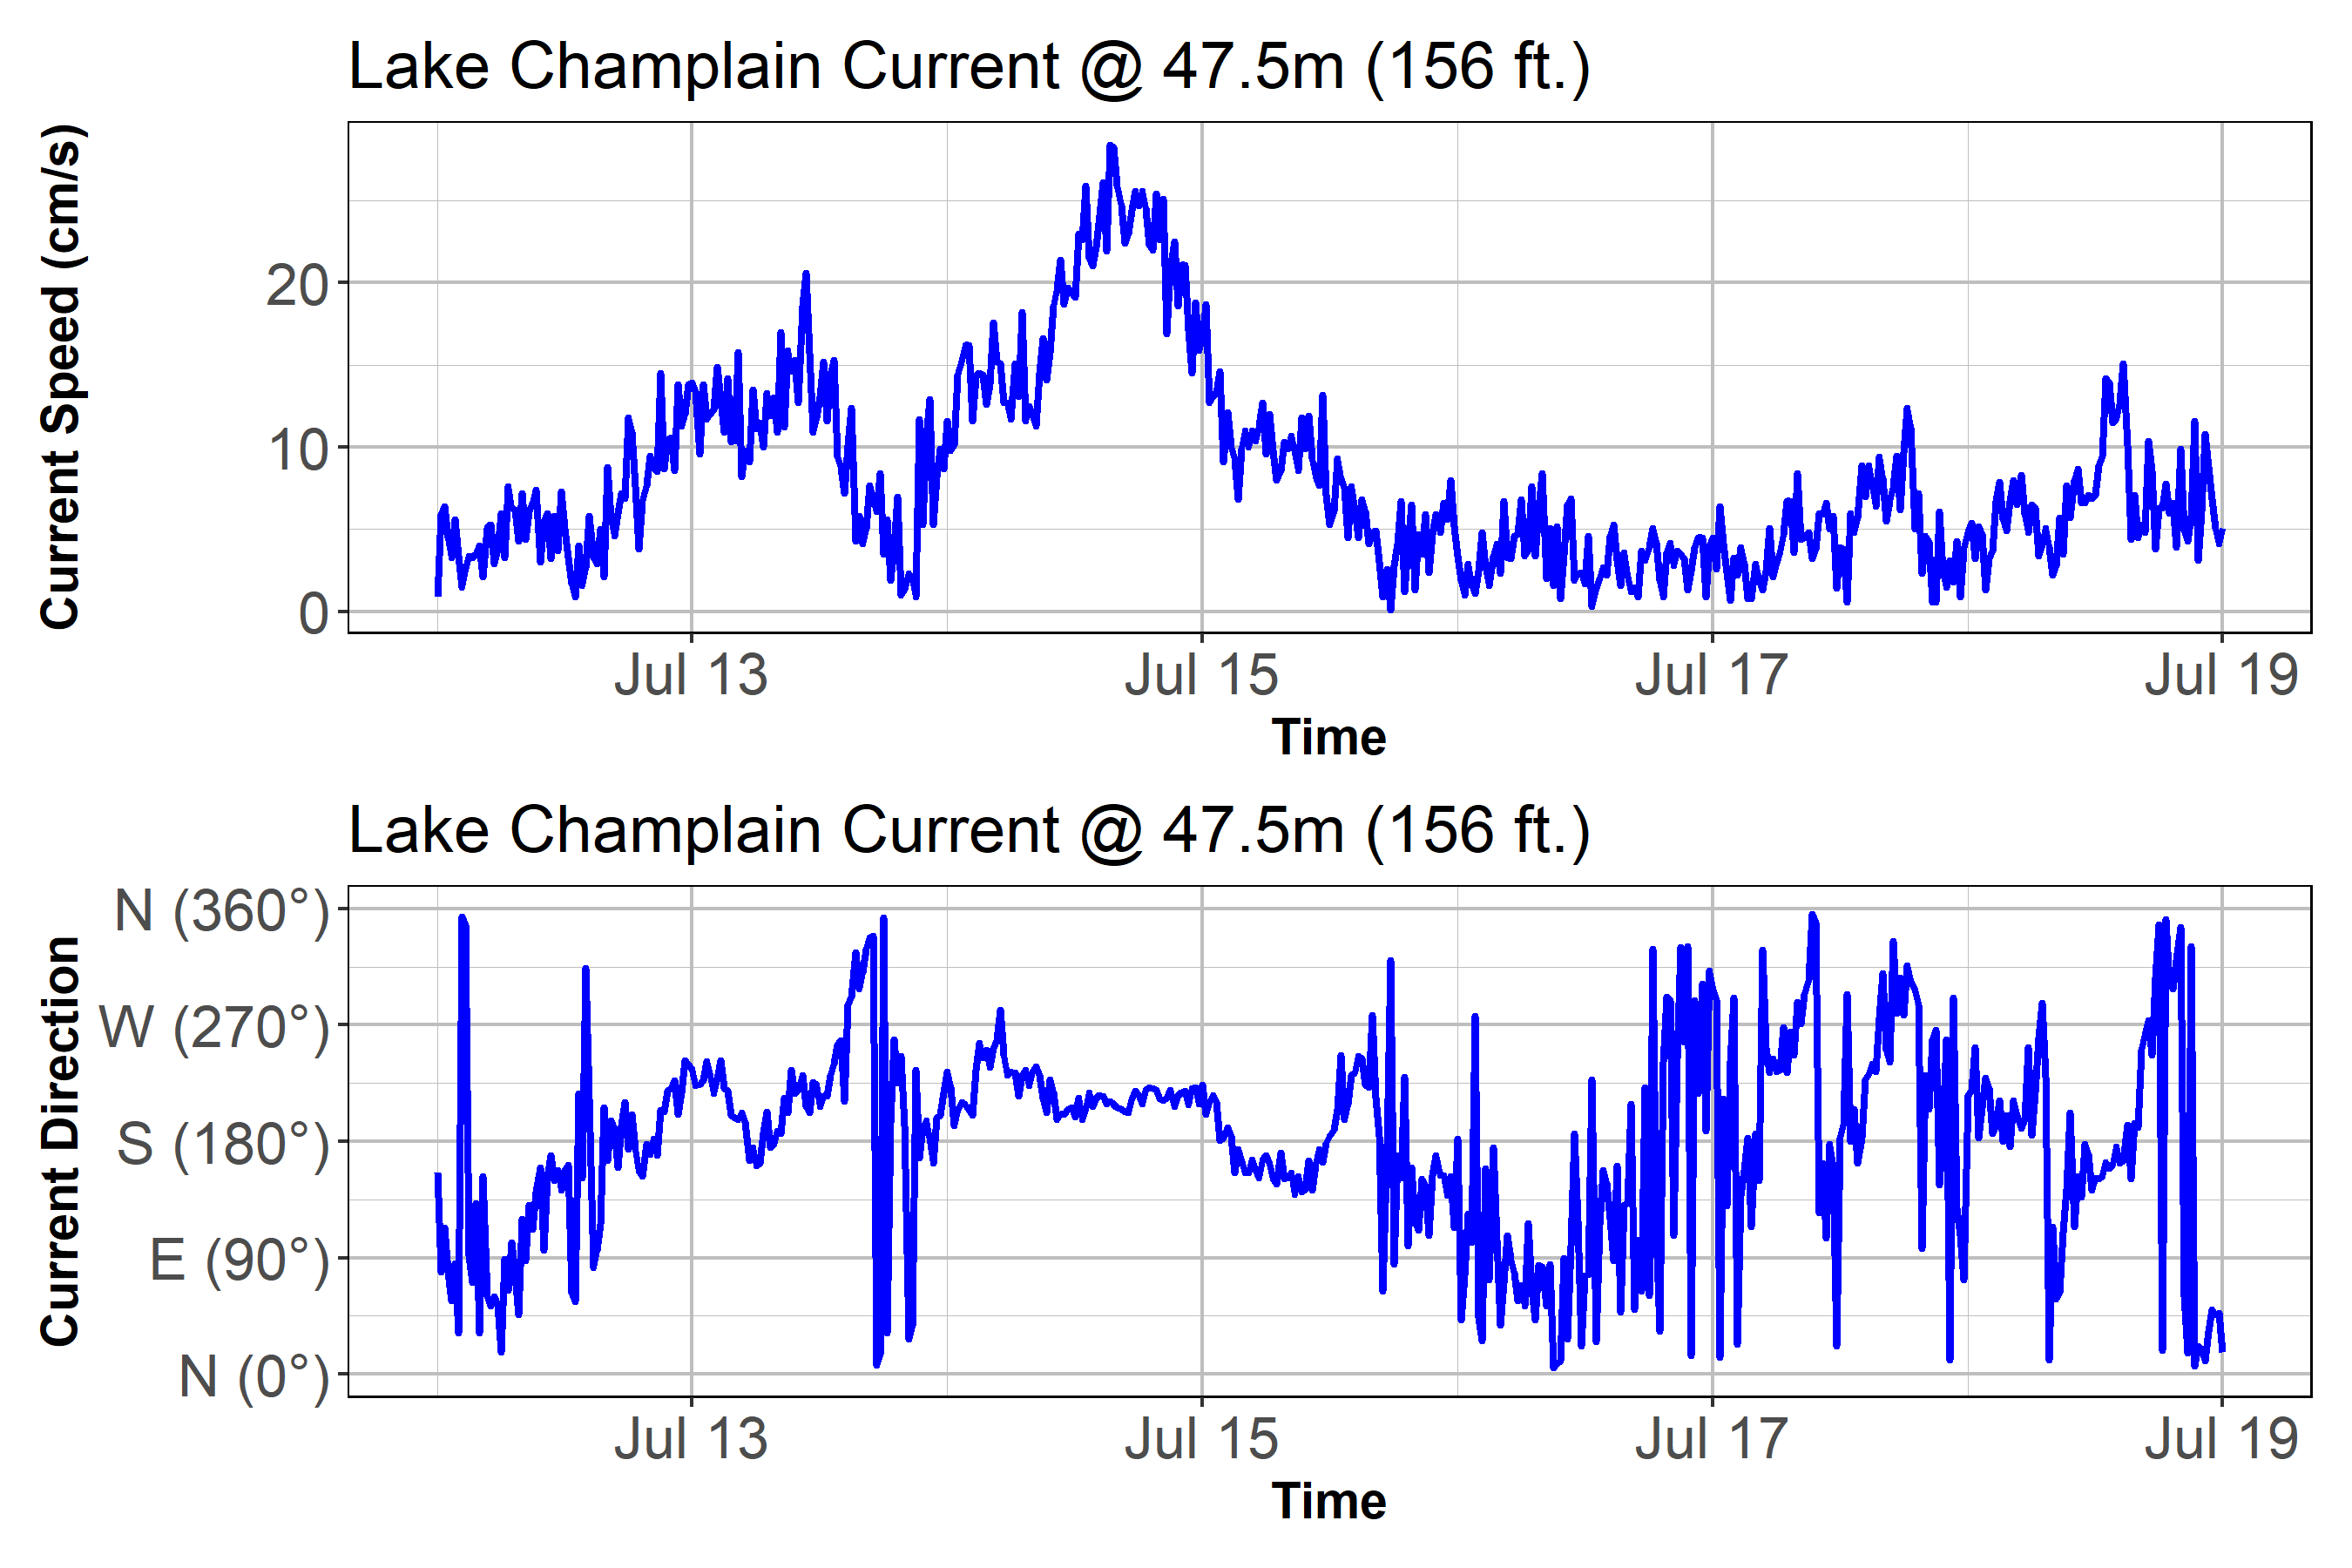 Lake Champlain Current @ 47.5m (156 ft.)
Current Speed (cm/s)
20
10
0
Jul 13 Jul 15 Jul 17 Jul 19
Time
Lake Champlain Current @ 47.5m (156 ft.)
Current Direction
N (360°)
W (270°)
S (180°)
E (90°)
N (0°)
Jul 13 Jul 15 Jul 17 Jul 19
Time